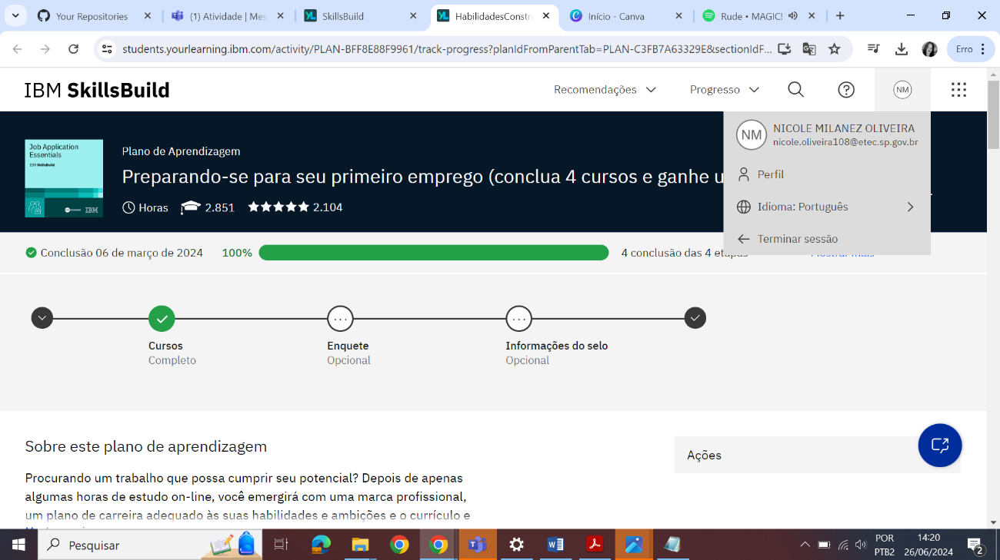 Your Repositories
(1) Atividade | Mes
SkillsBuild
HabilidadesConstru
Início - Canva
Rude • MAGIC!
students.yourlearning.ibm.com/activity/PLAN-BFF8E88F9961/track-progress?planIdFromParentTab=PLAN-C3FB7A63329E&sectionIdF...
Erro
IBM SkillsBuild
Recomendações
Progresso
NM
NM
NICOLE MILANEZ OLIVEIRA
nicole.oliveira108@etec.sp.gov.br
Perfil
Idioma: Português
Terminar sessão
Job Application
Essentials
IBM SkillsBuild
IBM
Plano de Aprendizagem
Preparando-se para seu primeiro emprego (conclua 4 cursos e ganhe u
Horas 2.851 2.104
Conclusão 06 de março de 2024 100% 4 conclusão das 4 etapas Mostrar mais
Cursos
Completo
Enquete
Opcional
Informações do selo
Opcional
Sobre este plano de aprendizagem
Procurando um trabalho que possa cumprir seu potencial? Depois de apenas
algumas horas de estudo on-line, você emergirá com uma marca profissional,
um plano de carreira adequado às suas habilidades e ambições e o currículo e
Ações
Pesquisar
POR
PTB2
14:20
26/06/2024
2